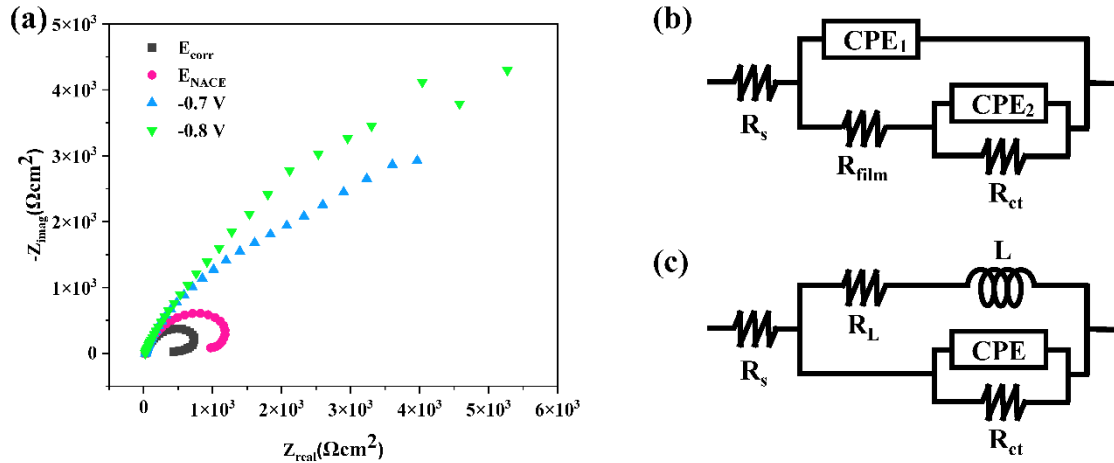 (a)
5×10³
4×10³
3×10³
2×10³
1×10³
0
-Z_imag(Ωcm²)
E_corr
E_NACE
-0.7 V
-0.8 V
0 1×10³ 2×10³ 3×10³ 4×10³ 5×10³ 6×10³
Z_real(Ωcm²)
(b)
CPE₁
R_s
CPE₂
R_film
R_ct
(c)
L
R_L
R_s
CPE
R_ct